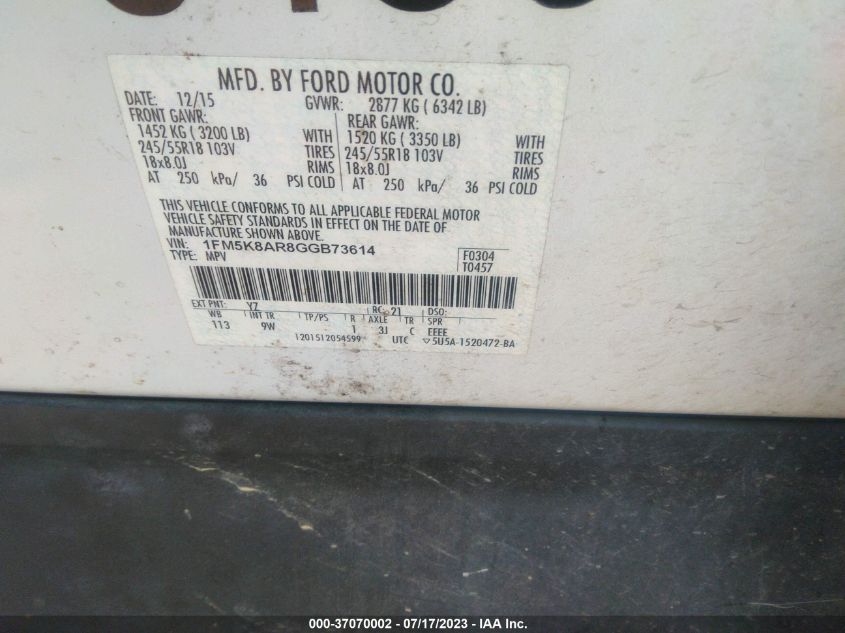 MFD. BY FORD MOTOR CO.
DATE: 12/15 GVWR: 2877 KG ( 6342 LB)
FRONT GAWR: REAR GAWR:
1452 KG ( 3200 LB) WITH 1520 KG ( 3350 LB) WITH
245/55R18 103V TIRES 245/55R18 103V TIRES
18x8.0J RIMS 18x8.0J RIMS
AT 250 kPa/ 36 PSI COLD AT 250 kPa/ 36 PSI COLD
THIS VEHICLE CONFORMS TO ALL APPLICABLE FEDERAL MOTOR
VEHICLE SAFETY STANDARDS IN EFFECT ON THE DATE OF
MANUFACTURE SHOWN ABOVE.
VIN: 1FM5K8AR8GGB73614 F0304
TYPE: MPV T0457
EXT PNT: YZ RC: 21 DSO:
WB INT TR TP/PS R AXLE TR SPR
113 9W 1 3J C EEEE
1201512054599 UTC ▽5U5A-1520472-BA
000-37070002 - 07/17/2023 - IAA Inc.